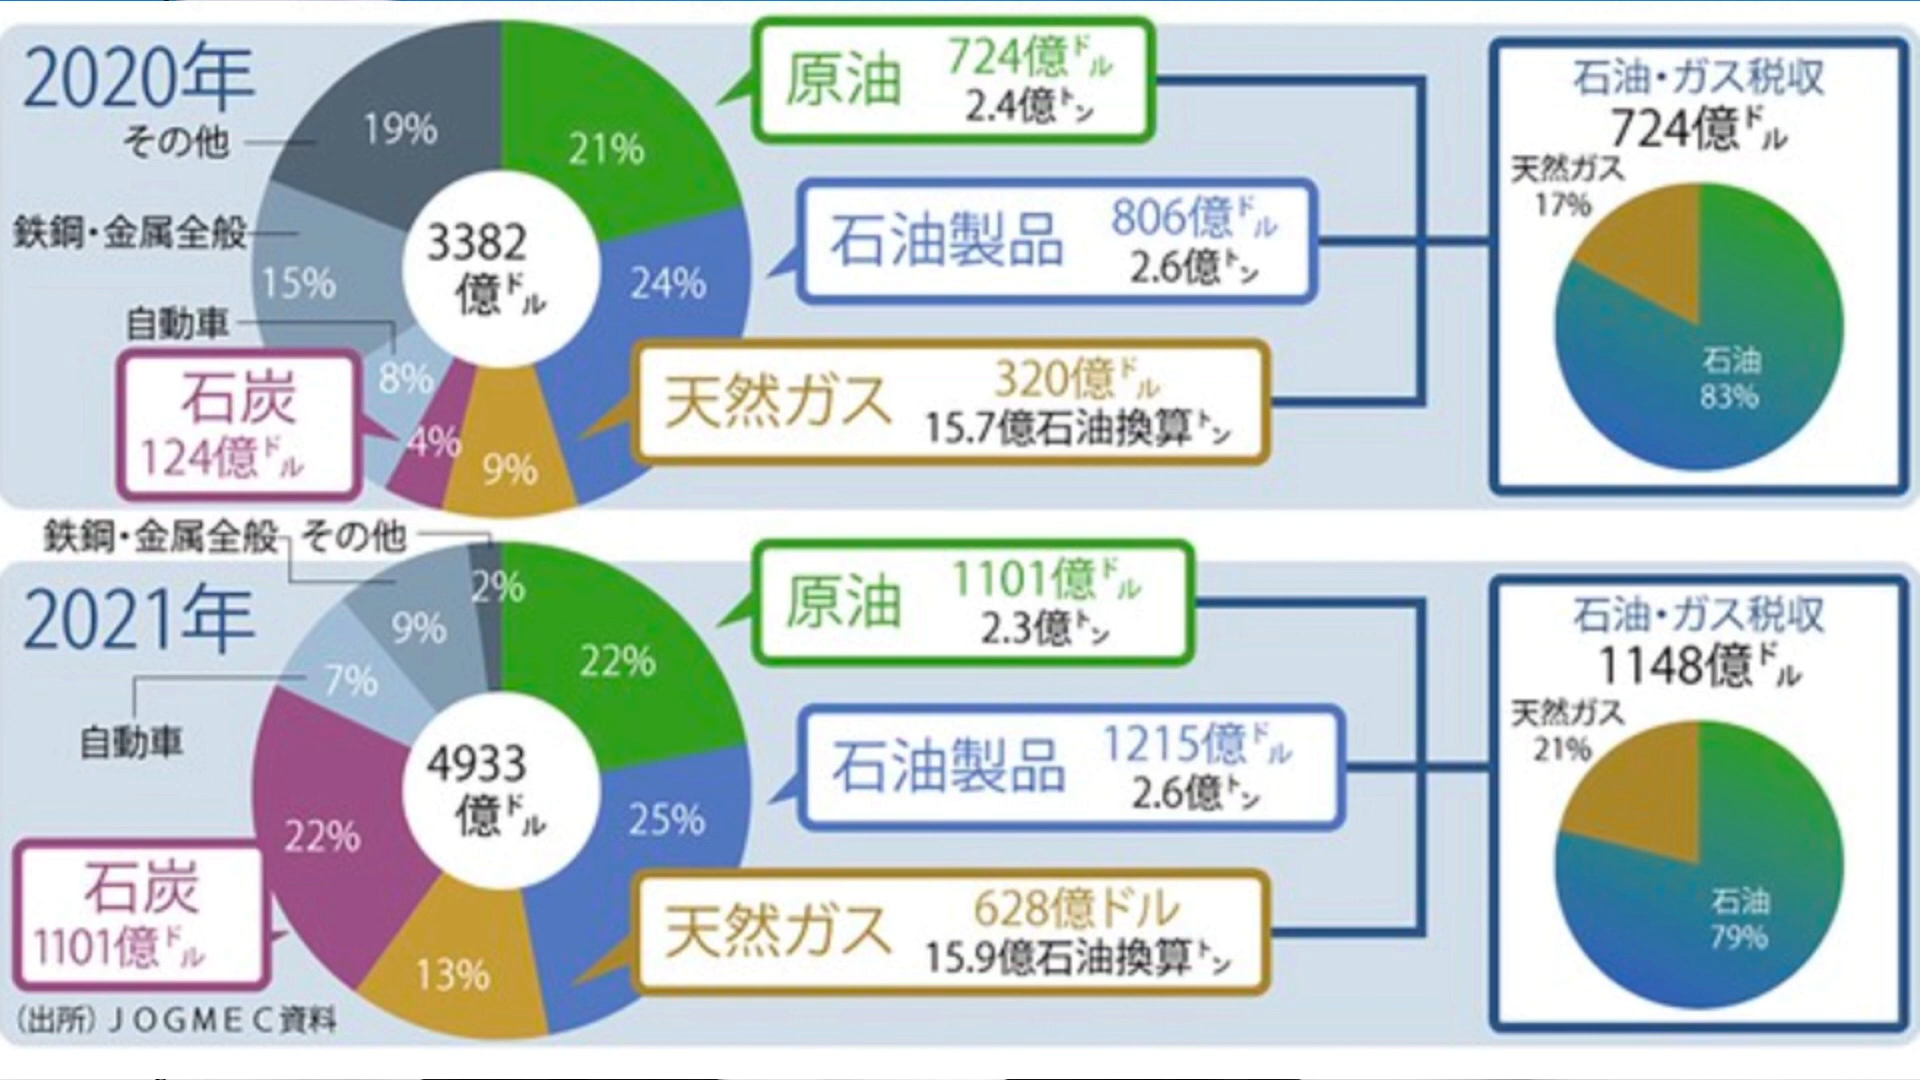 2020年
その他
19%
鉄鋼・金属全般
15%
自動車
8%
石炭
124億㌦
4%
9%
24%
21%
3382
億㌦
原油 724億㌦
2.4億㌧
石油製品 806億㌦
2.6億㌧
天然ガス 320億㌦
15.7億石油換算㌧
石油・ガス税収
724億㌦
天然ガス
17%
石油
83%
鉄鋼・金属全般 その他
2021年
2%
9%
7%
自動車
22%
石炭
1101億㌦
13%
25%
22%
4933
億㌦
原油 1101億㌦
2.3億㌧
石油製品 1215億㌦
2.6億㌧
天然ガス 628億ドル
15.9億石油換算㌧
石油・ガス税収
1148億㌦
天然ガス
21%
石油
79%
(出所)JOGMEC資料